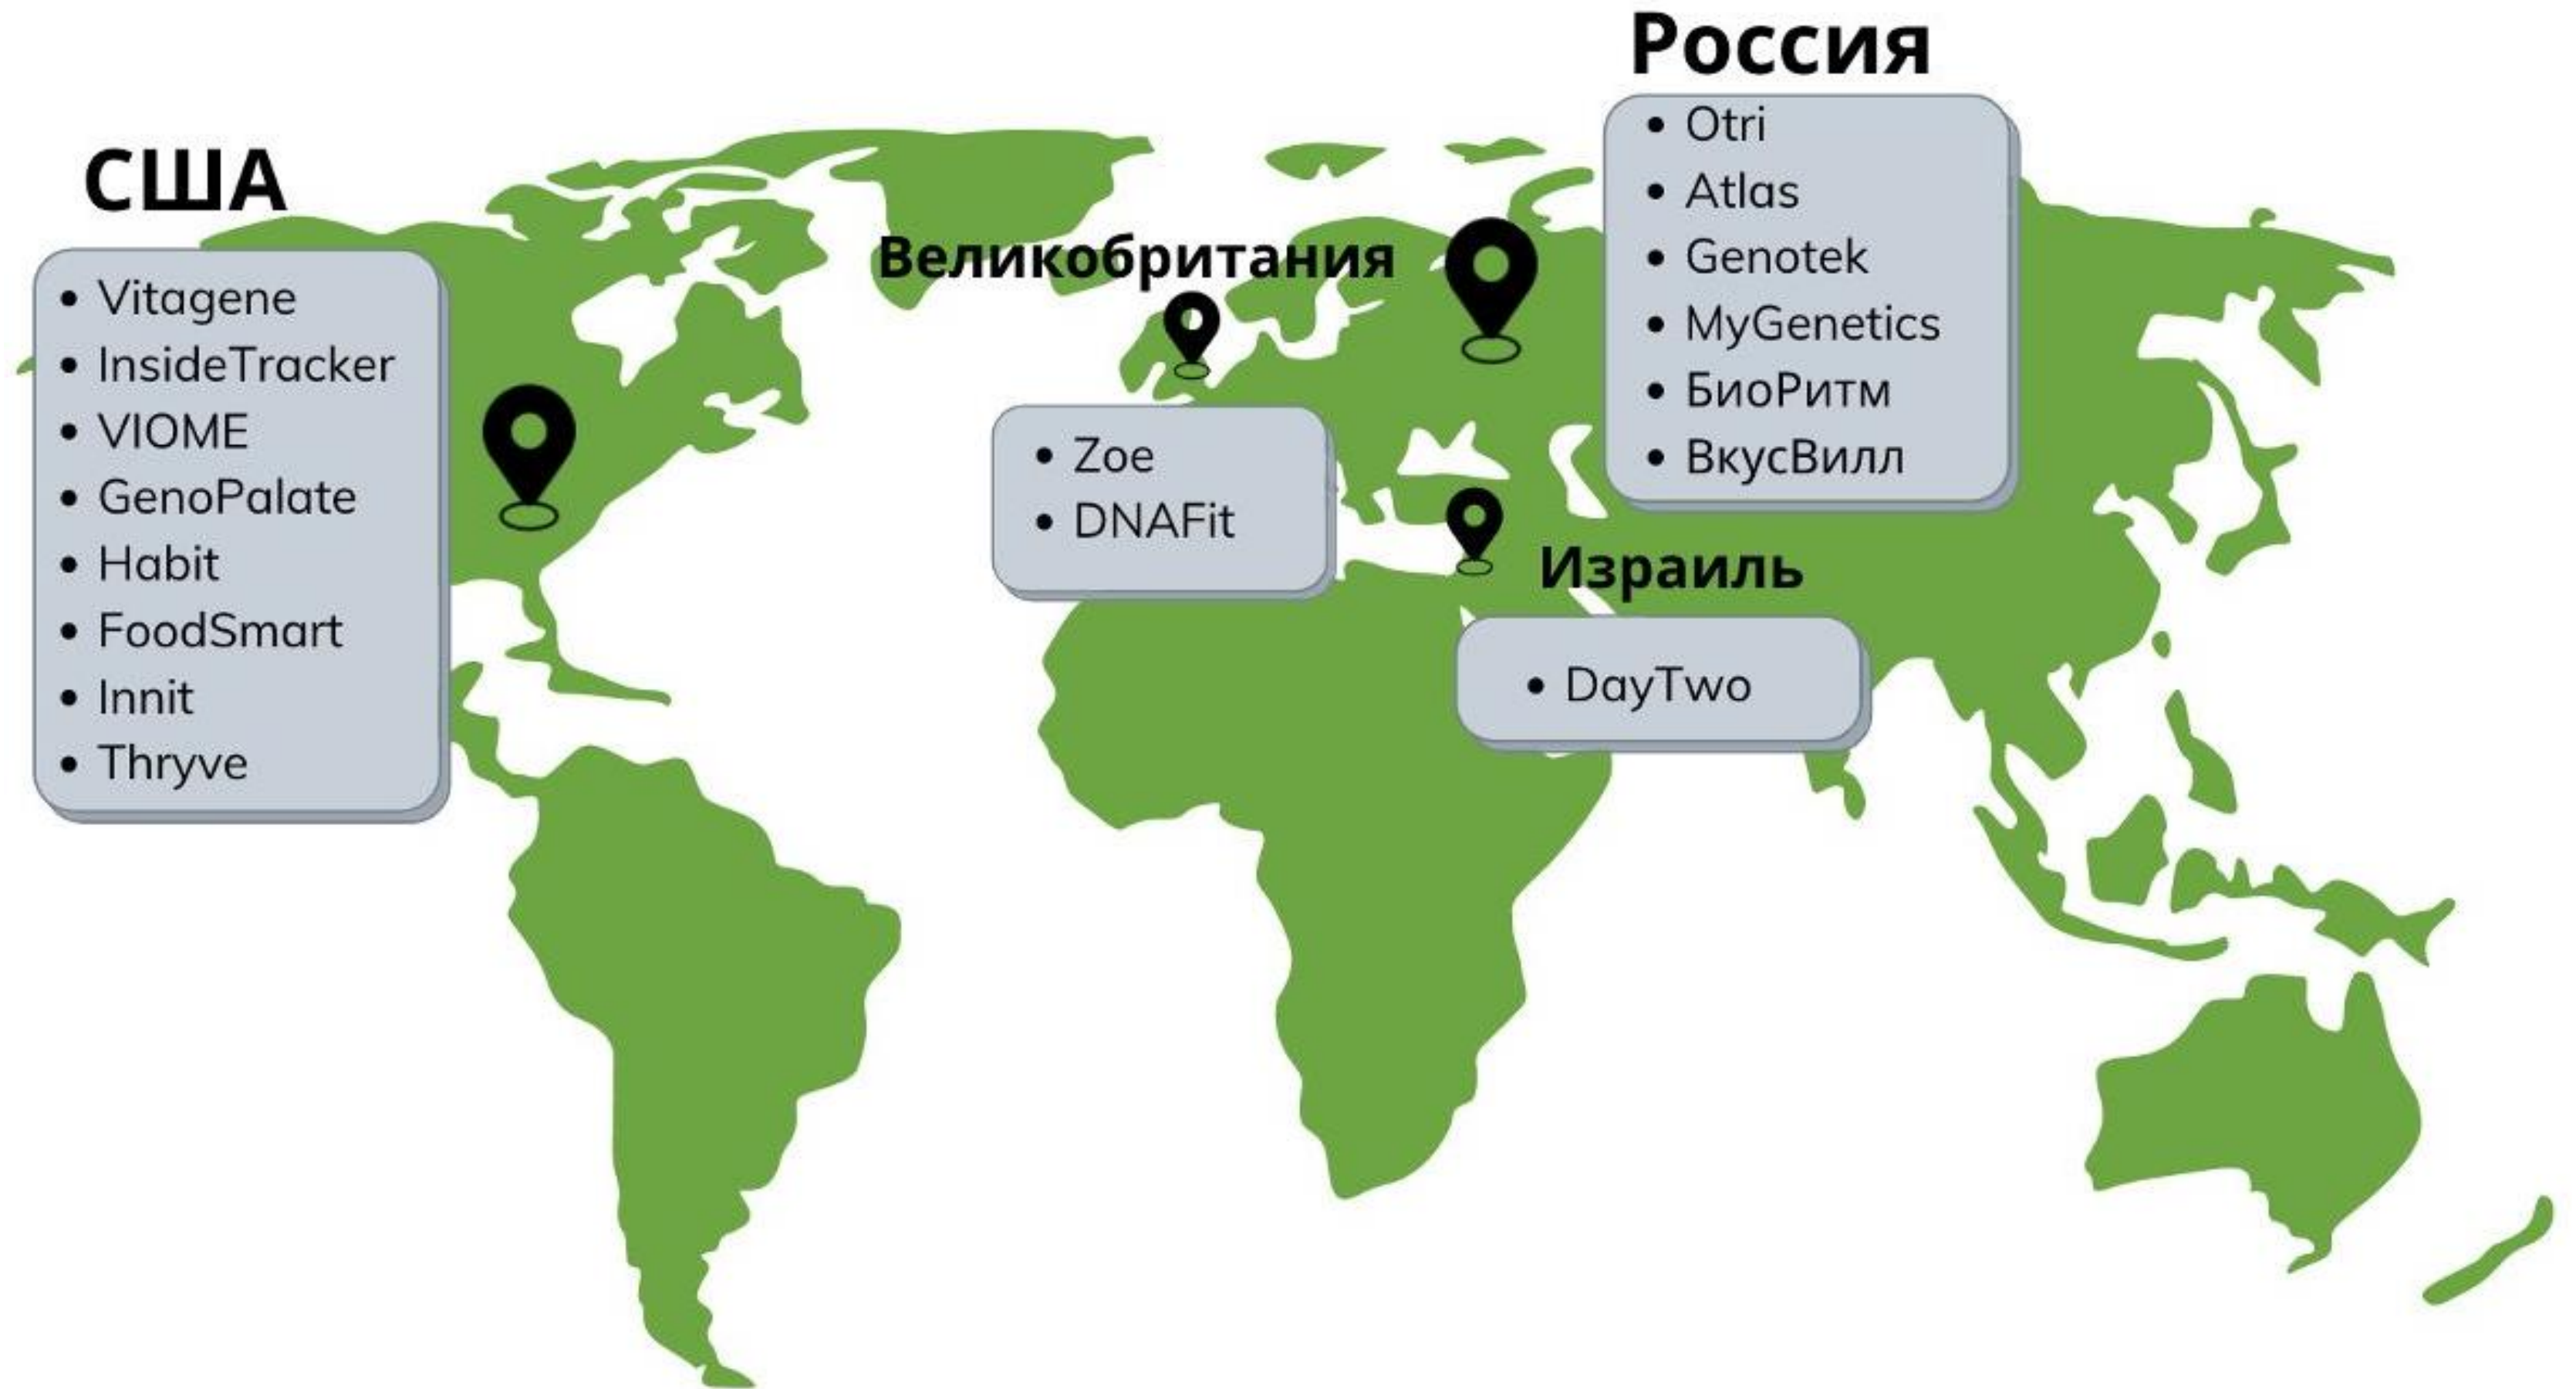 США
• Vitagene
• InsideTracker
• VIOME
• GenoPalate
• Habit
• FoodSmart
• Innit
• Thryve
Великобритания
• Zoe
• DNAFit
Россия
• Otri
• Atlas
• Genotek
• MyGenetics
• БиоРитм
• ВкусВилл
Израиль
• DayTwo